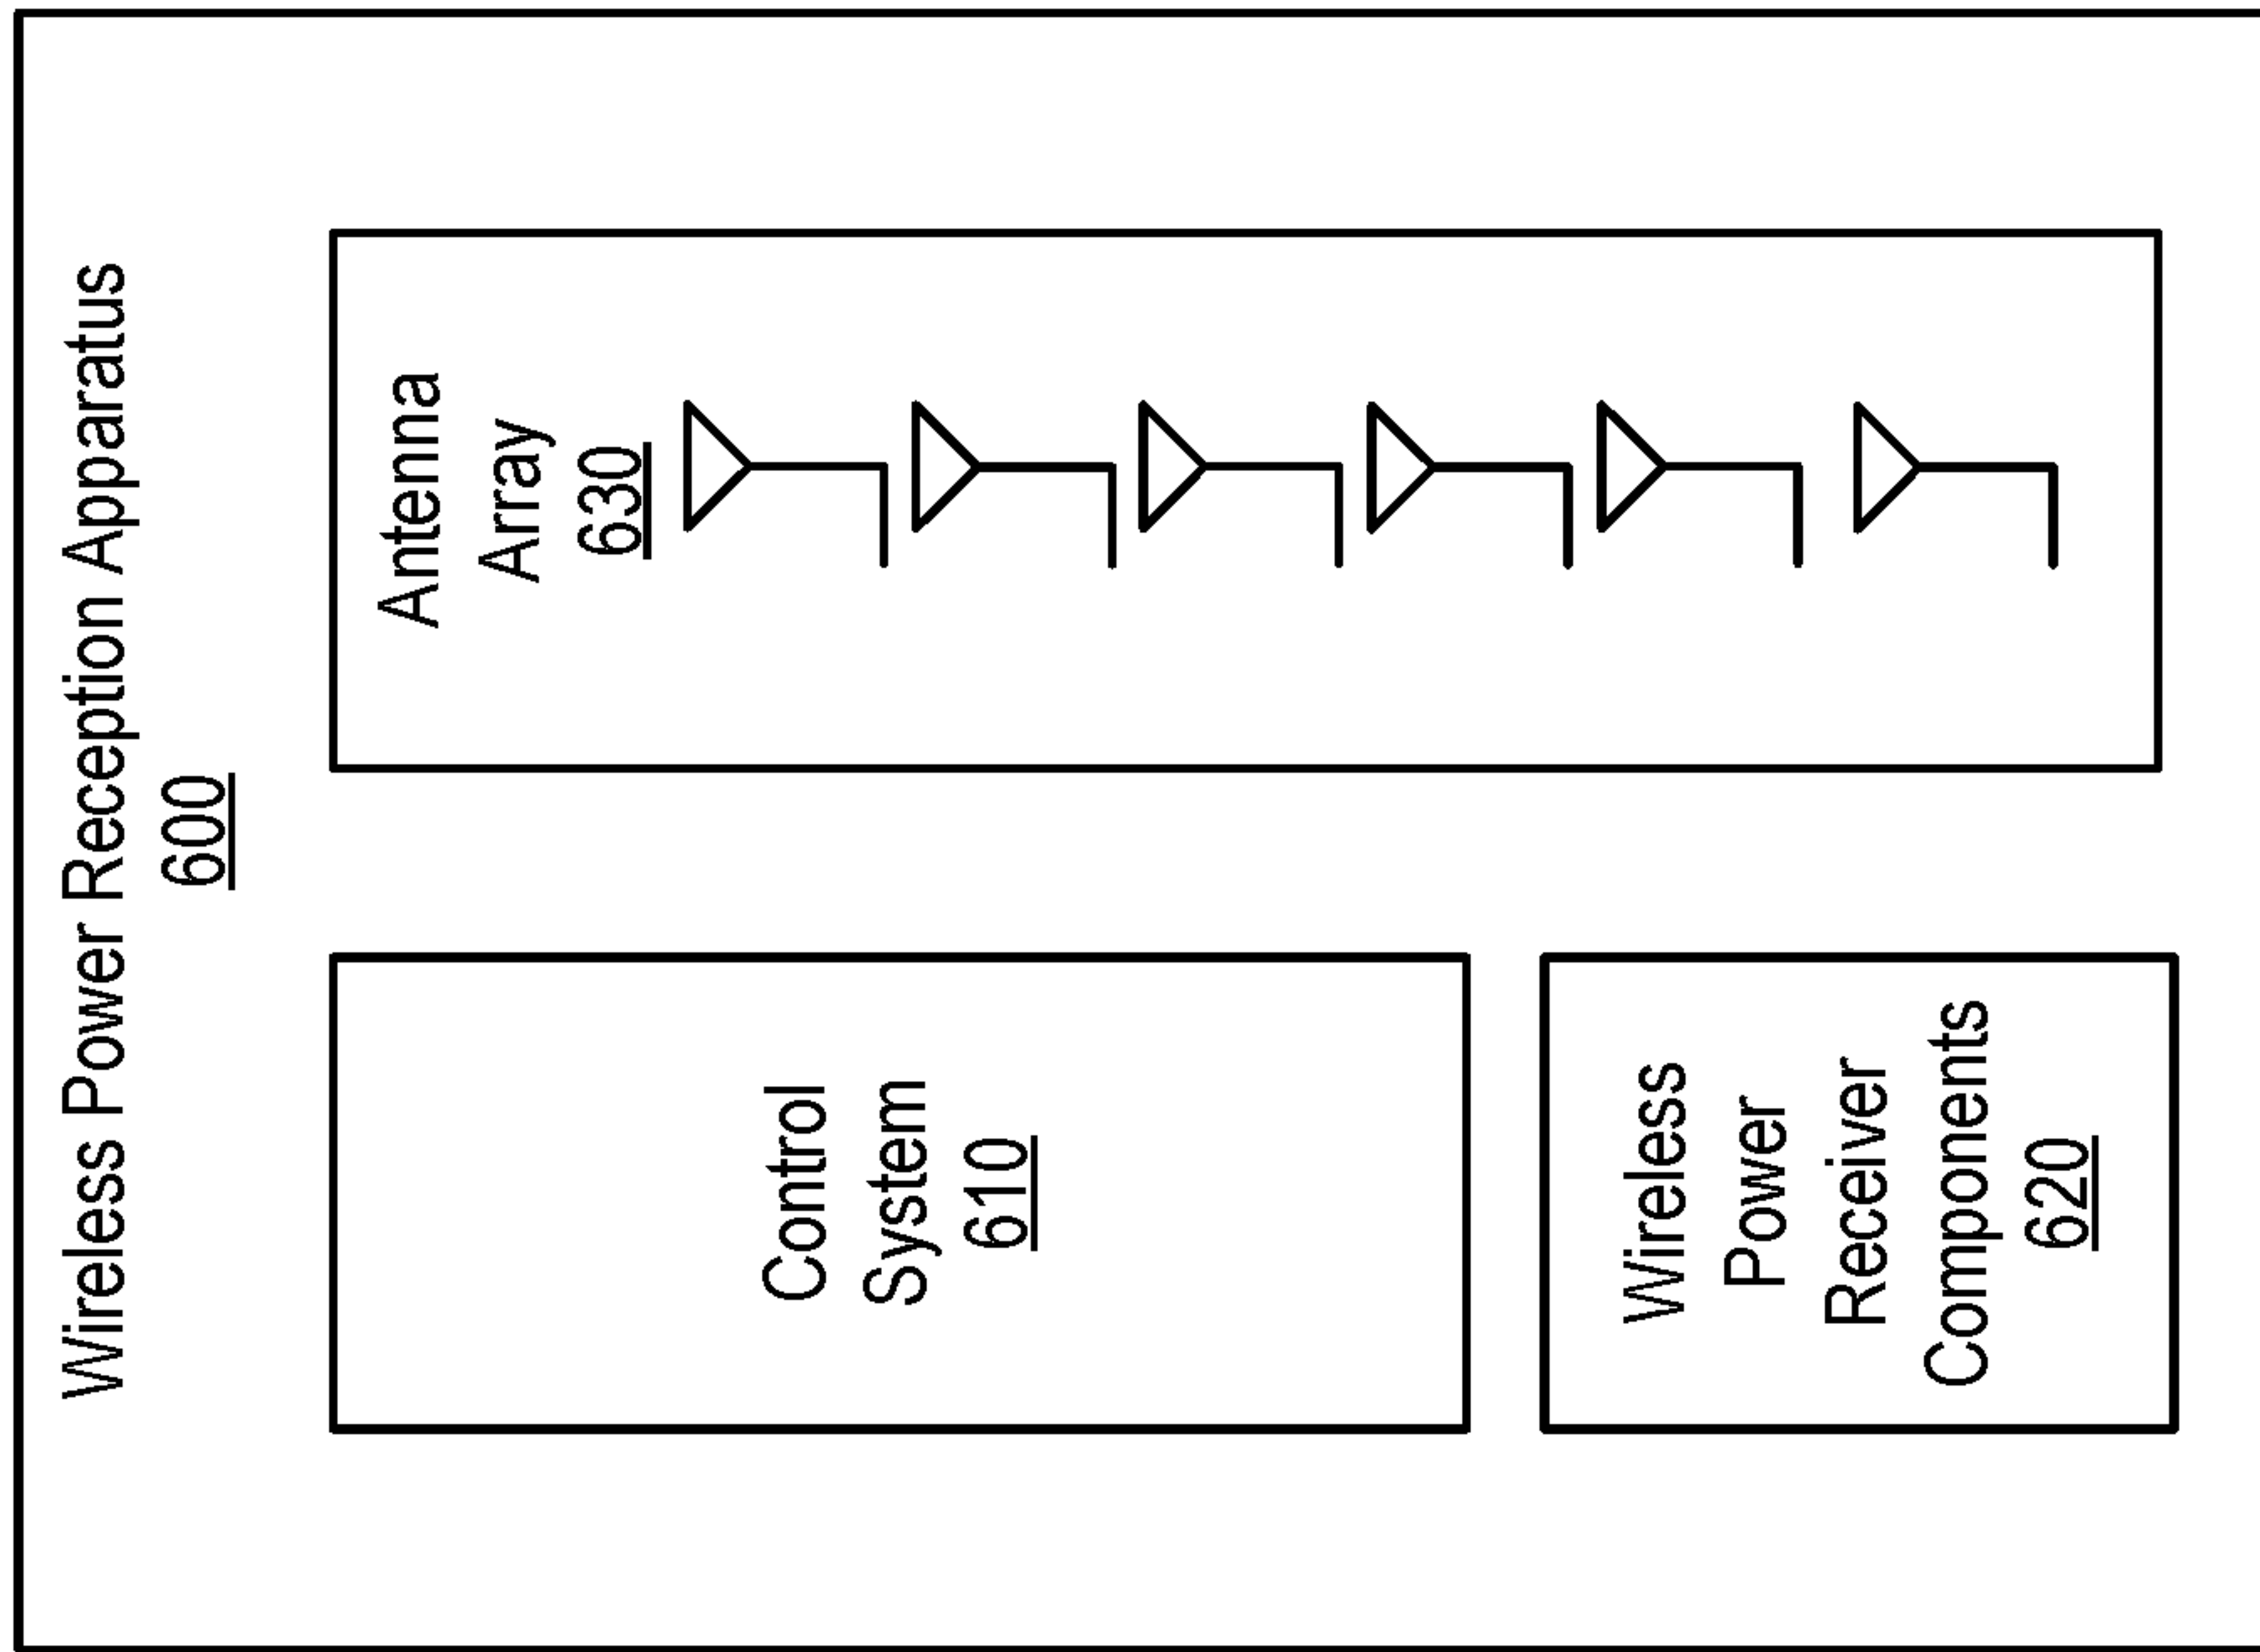 Wireless Power Reception Apparatus
600
Control
System
610
Wireless
Power
Receiver
Components
620
Antenna
Array
630